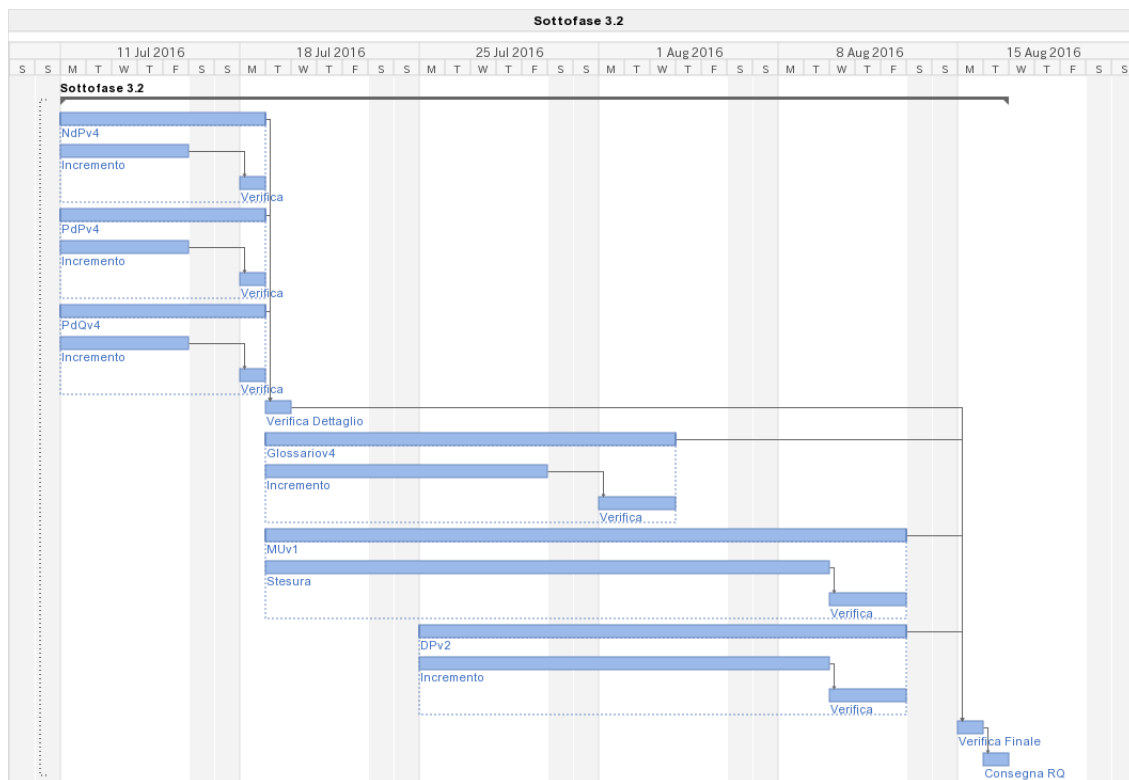 Sottofase 3.2
11 Jul 2016 18 Jul 2016 25 Jul 2016 1 Aug 2016 8 Aug 2016 15 Aug 2016
S S M T W T F S S M T W T F S S M T W T F S S M T W T F S S M T W T F S S M T W T F S S
Sottofase 3.2
NdPv4
Incremento
Verifica
PdPv4
Incremento
Verifica
PdQv4
Incremento
Verifica
Verifica Dettaglio
Glossariov4
Incremento
Verifica
MUv1
Stesura
Verifica
DPv2
Incremento
Verifica
Verifica Finale
Consegna RQ